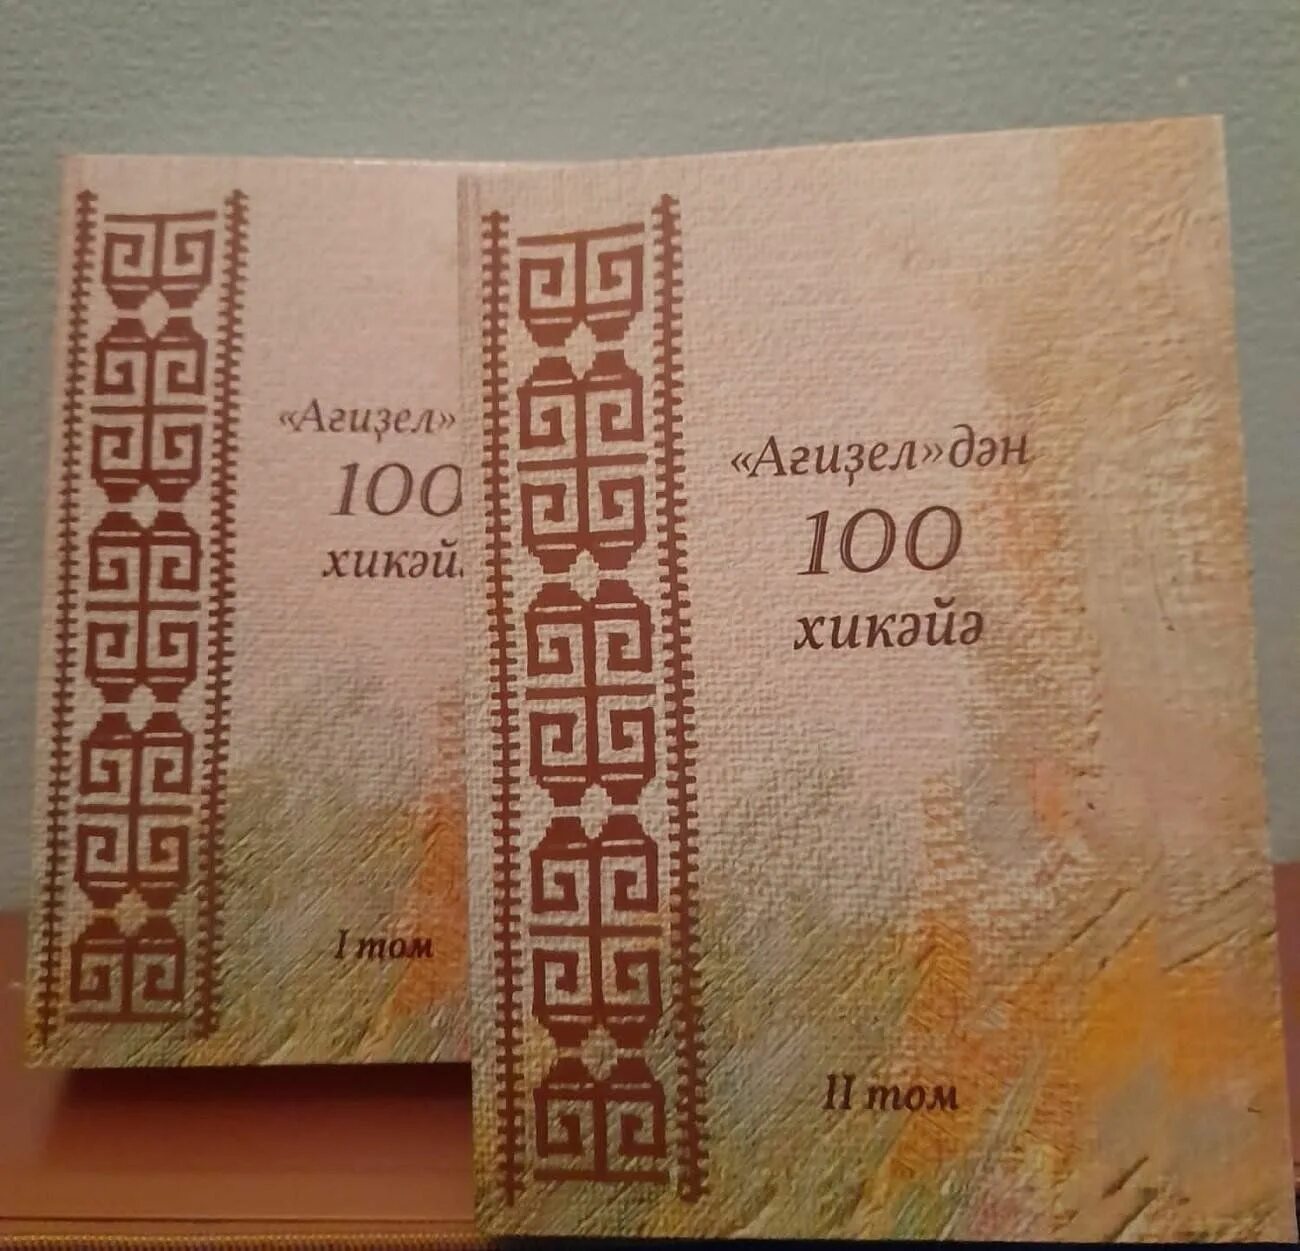 «Ағиҙел»
100
хикәй
I том
«Ағиҙел»дән
100
хикәйә
II том